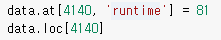 data.at[4140, 'runtime'] = 81
data.loc[4140]